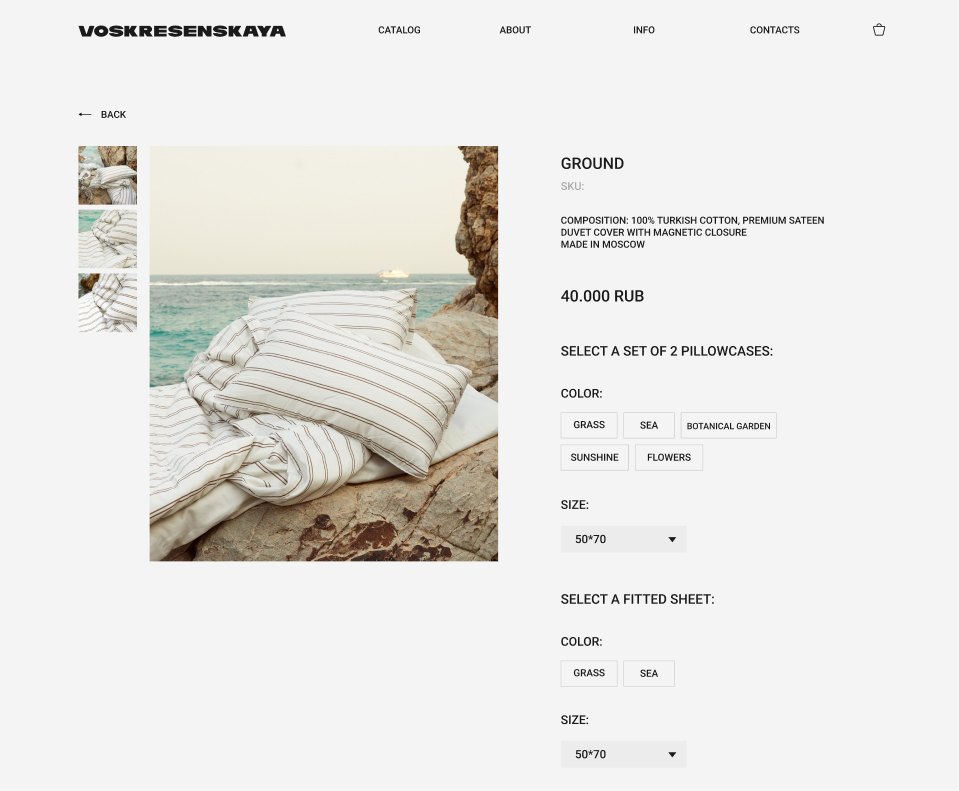 VOSKRESENSKAYA
CATALOG
ABOUT
INFO
CONTACTS
BACK
GROUND
SKU:
COMPOSITION: 100% TURKISH COTTON, PREMIUM SATEEN
DUVET COVER WITH MAGNETIC CLOSURE
MADE IN MOSCOW
40.000 RUB
SELECT A SET OF 2 PILLOWCASES:
COLOR:
GRASS
SEA
BOTANICAL GARDEN
SUNSHINE
FLOWERS
SIZE:
50*70
SELECT A FITTED SHEET:
COLOR:
GRASS
SEA
SIZE:
50*70